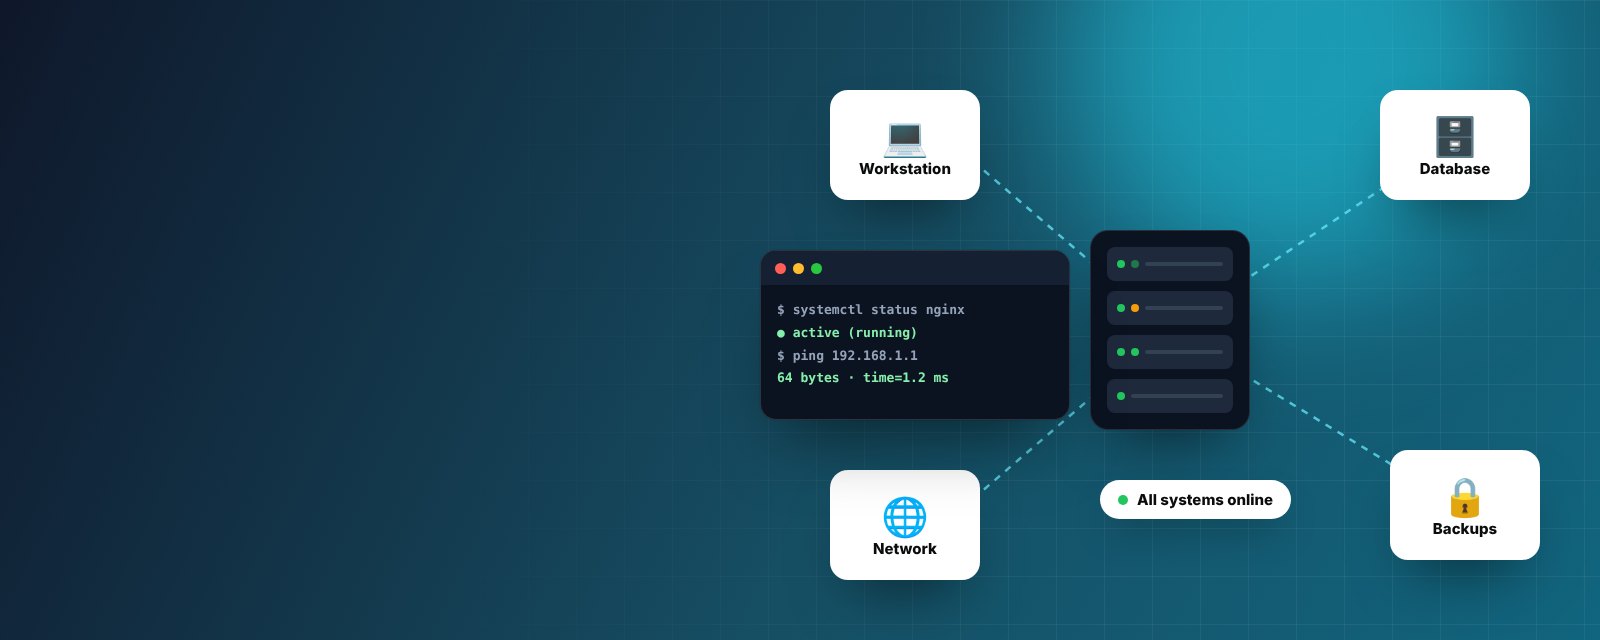 Workstation
Database
$ systemctl status nginx
● active (running)
$ ping 192.168.1.1
64 bytes · time=1.2 ms
All systems online
Network
Backups